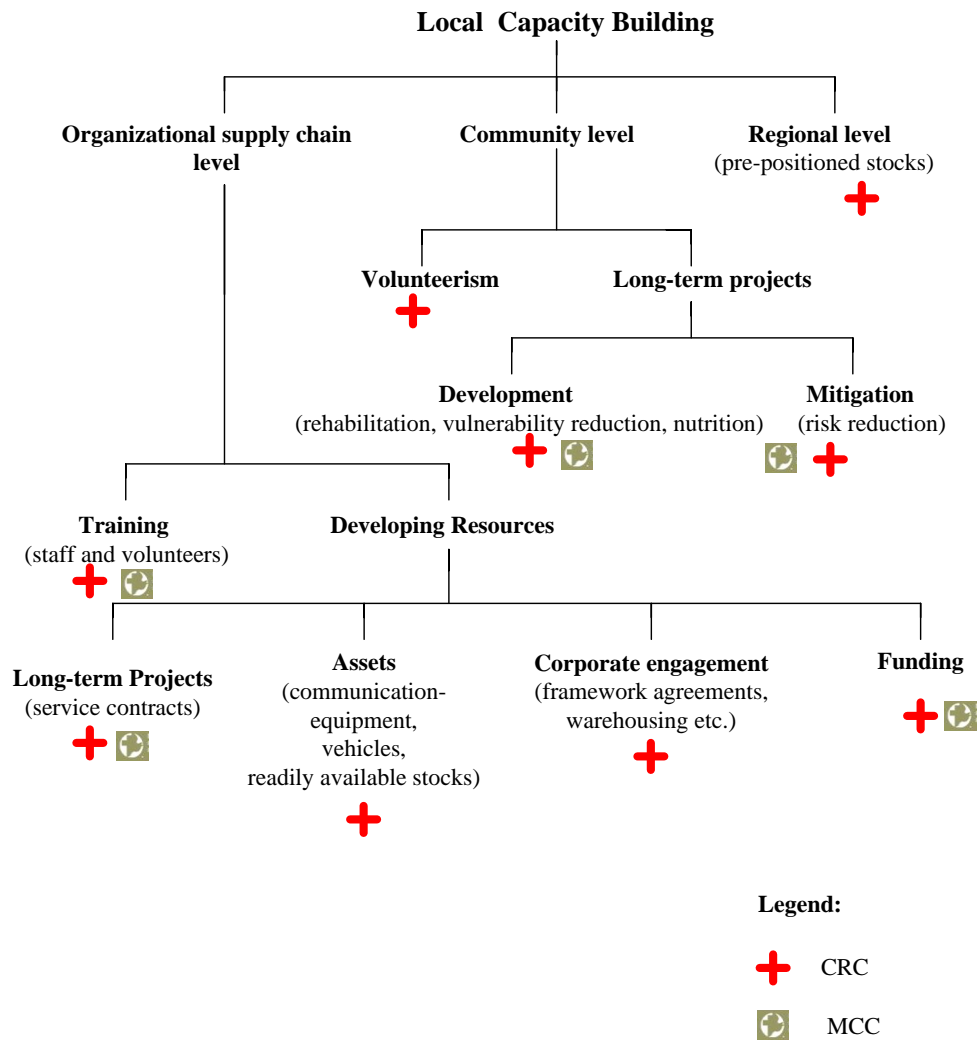 Local Capacity Building
Organizational supply chain
level
Community level
Regional level
(pre-positioned stocks)
Volunteerism
Long-term projects
Development
(rehabilitation, vulnerability reduction, nutrition)
Mitigation
(risk reduction)
Training
(staff and volunteers)
Developing Resources
Long-term Projects
(service contracts)
Assets
(communication-
equipment,
vehicles,
readily available stocks)
Corporate engagement
(framework agreements,
warehousing etc.)
Funding
Legend:
CRC
MCC